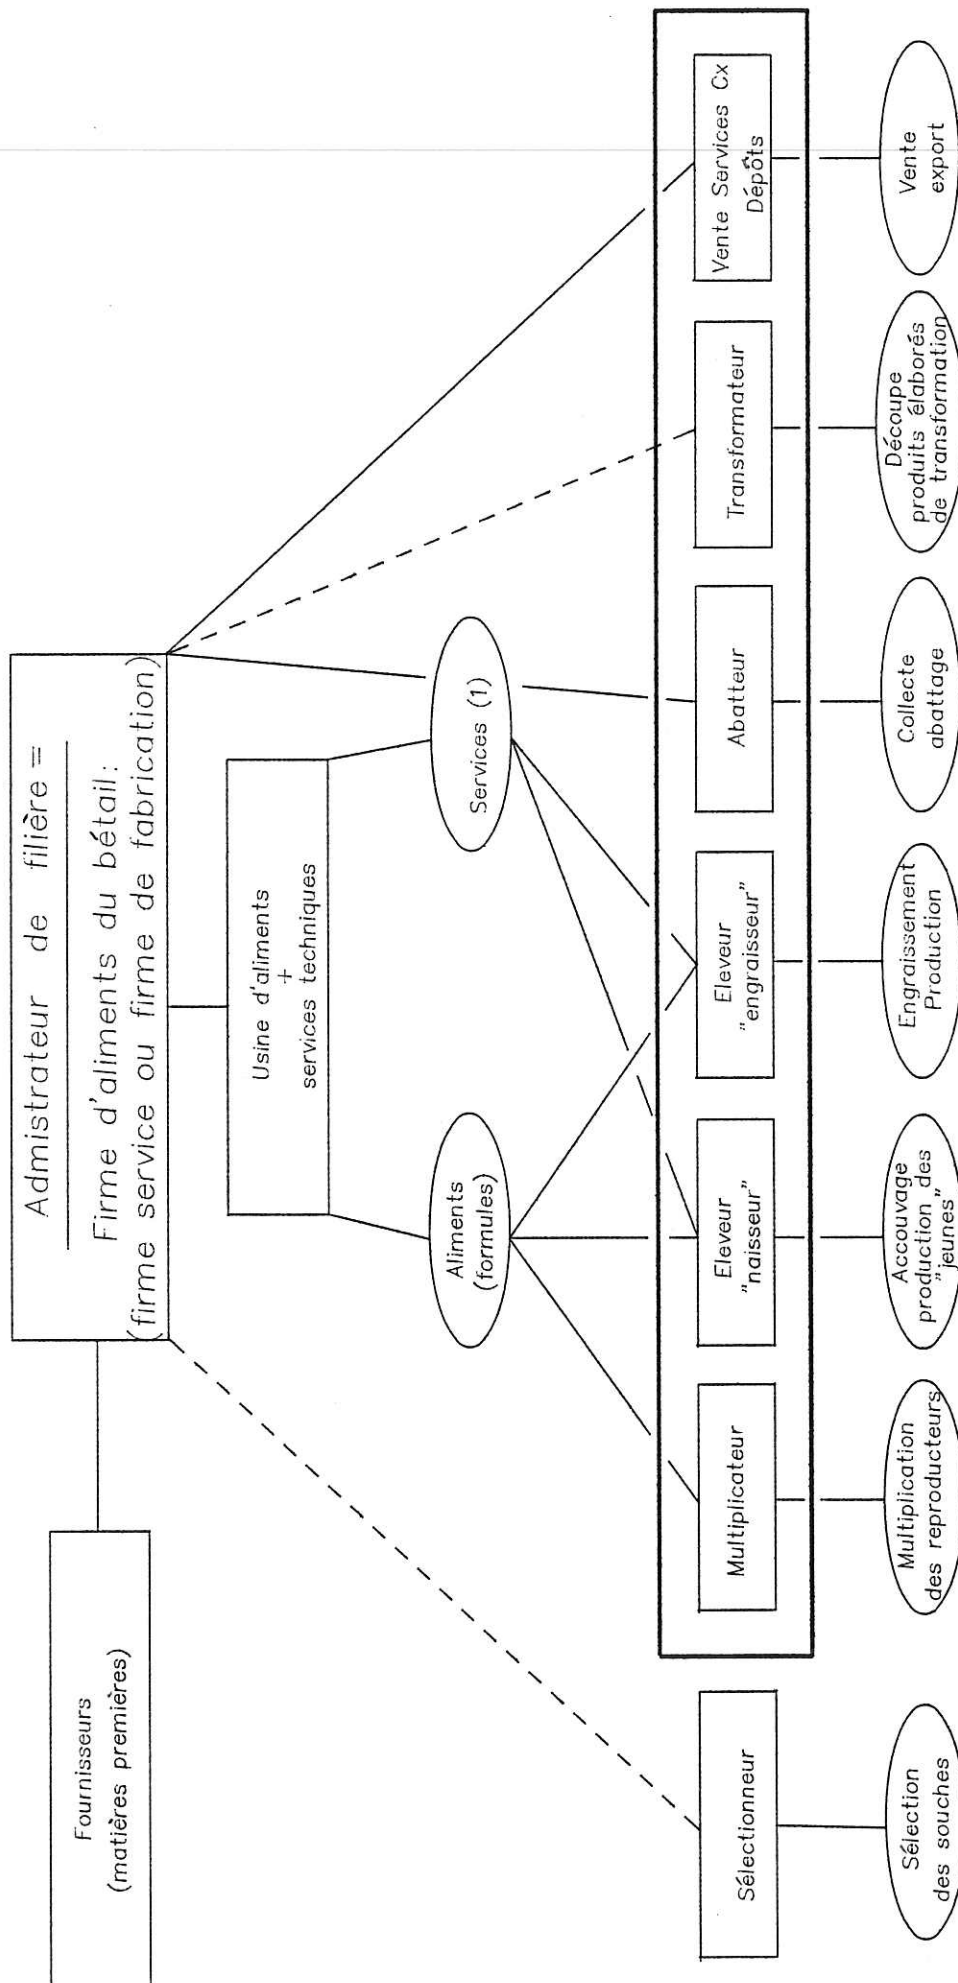 Admistrateur de filière =
Firme d'aliments du bétail:
(firme service ou firme de fabrication)
Fournisseurs
(matières premières)
Usine d'aliments
+
services techniques
Aliments
(formules)
Services (1)
Sélectionneur
Multiplicateur
Eleveur
"naisseur"
Eleveur
"engraisseur"
Abatteur
Transformateur
Vente Services Cx
Dépôts
Sélection
des souches
Multiplication
des reproducteurs
Accouvage
production des
"jeunes"
Engraissement
Production
Collecte
abattage
Découpe
produits élaborés
de transformation
Vente
export